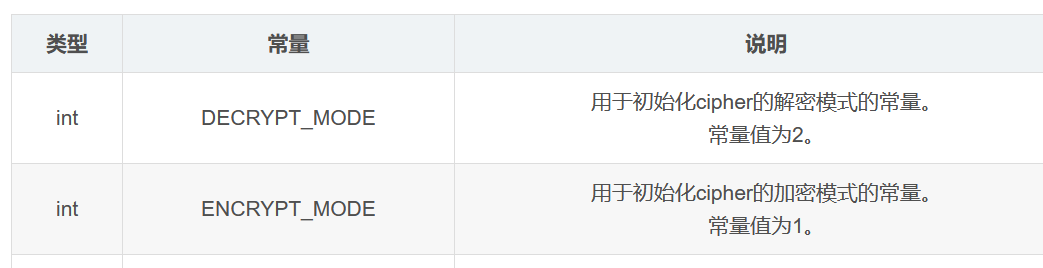 类型 常量 说明
int DECRYPT_MODE 用于初始化cipher的解密模式的常量。
常量值为2。
int ENCRYPT_MODE 用于初始化cipher的加密模式的常量。
常量值为1。